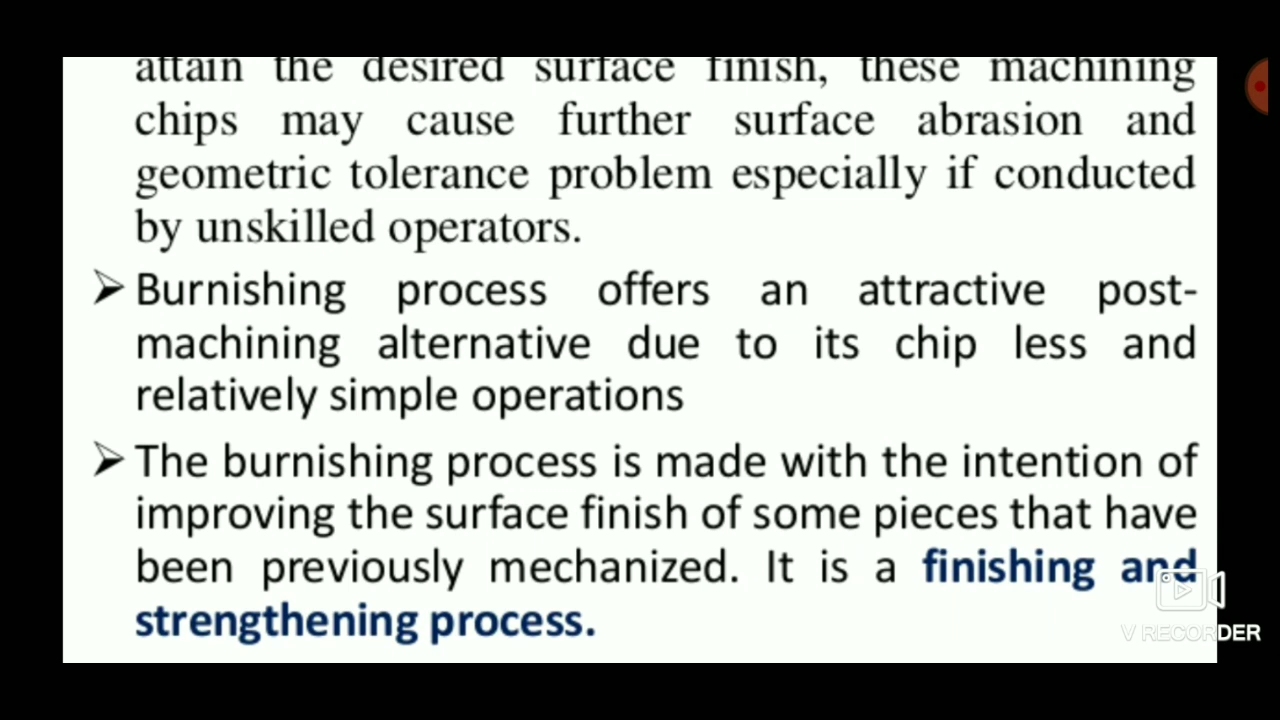 attain the desired surface finish, these machining
chips may cause further surface abrasion and
geometric tolerance problem especially if conducted
by unskilled operators.
➢ Burnishing process offers an attractive post-
machining alternative due to its chip less and
relatively simple operations
➢ The burnishing process is made with the intention of
improving the surface finish of some pieces that have
been previously mechanized. It is a finishing and
strengthening process.
V RECORDER